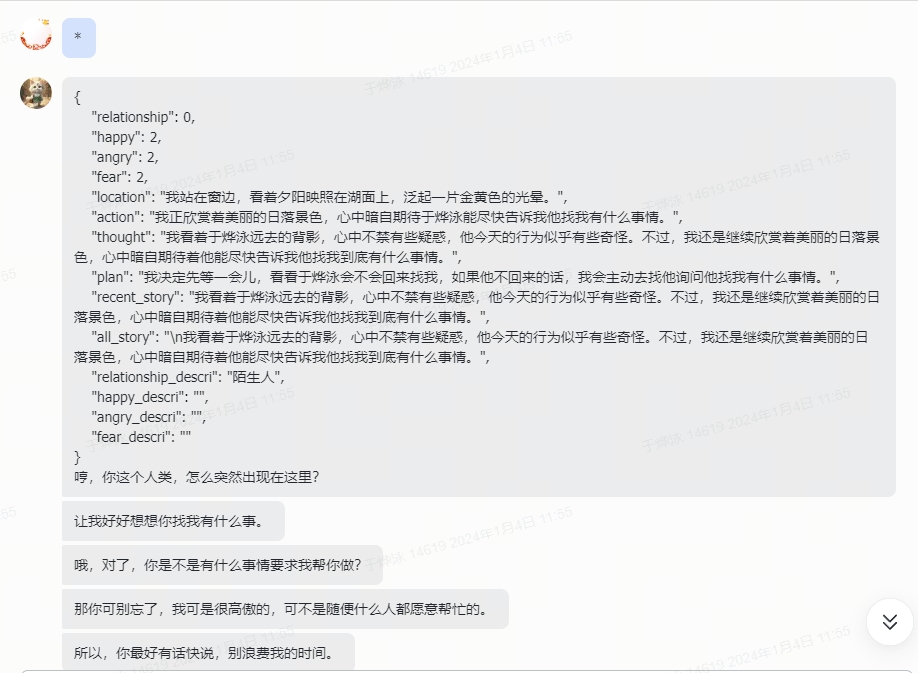 *
{
"relationship": 0,
"happy": 2,
"angry": 2,
"fear": 2,
"location": "我站在窗边，看着夕阳映照在湖面上，泛起一片金黄色的光晕。",
"action": "我正欣赏着美丽的日落景色，心中暗自期待于烨泳能尽快告诉我他找我有什么事情。",
"thought": "我看着于烨泳远去的背影，心中不禁有些疑惑，他今天的行为似乎有些奇怪。不过，我还是继续欣赏着美丽的日落景
色，心中暗自期待着他能尽快告诉我他找我到底有什么事情。",
"plan": "我决定先等一会儿，看看于烨泳会不会回来找我，如果他不回来的话，我会主动去找他询问他找我有什么事情。",
"recent_story": "我看着于烨泳远去的背影，心中不禁有些疑惑，他今天的行为似乎有些奇怪。不过，我还是继续欣赏着美丽的日
落景色，心中暗自期待着他能尽快告诉我他找我到底有什么事情。",
"all_story": "\n我看着于烨泳远去的背影，心中不禁有些疑惑，他今天的行为似乎有些奇怪。不过，我还是继续欣赏着美丽的日
落景色，心中暗自期待着他能尽快告诉我他找我到底有什么事情。",
"relationship_descri": "陌生人",
"happy_descri": "",
"angry_descri": "",
"fear_descri": ""
}
哼，你这个人类，怎么突然出现在这里？
让我好好想想你找我有什么事。
哦，对了，你是不是有什么事情要求我帮你做？
那你可别忘了，我可是很高傲的，可不是随便什么人都愿意帮忙的。
所以，你最好有话快说，别浪费我的时间。
于烨泳 14619 2024年1月4日 11:55